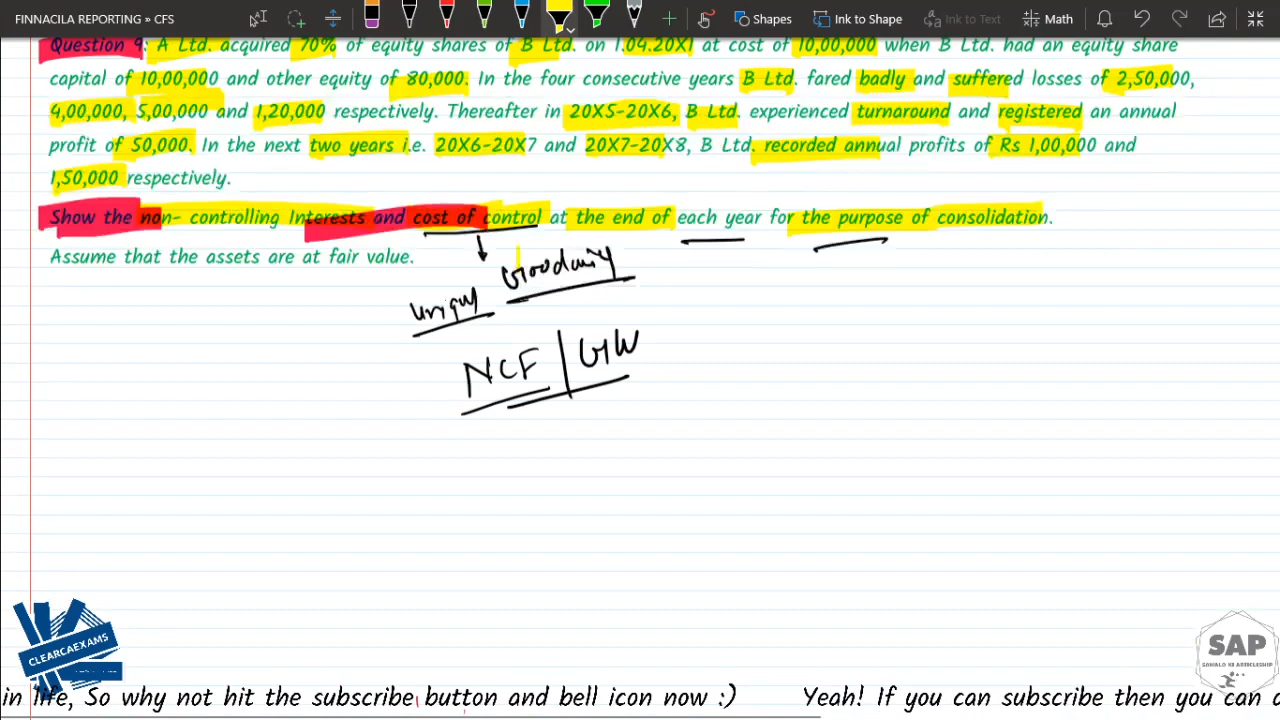 FINNACILA REPORTING » CFS
Shapes
Ink to Shape
Ink to Text
Math
Question 9: A Ltd. acquired 70% of equity shares of B Ltd. on 1.04.20X1 at cost of 10,00,000 when B Ltd. had an equity share
capital of 10,00,000 and other equity of 80,000. In the four consecutive years B Ltd. fared badly and suffered losses of 2,50,000,
4,00,000, 5,00,000 and 1,20,000 respectively. Thereafter in 20X5-20X6, B Ltd. experienced turnaround and registered an annual
profit of 50,000. In the next two years i.e. 20X6-20X7 and 20X7-20X8, B Ltd. recorded annual profits of Rs 1,00,000 and
1,50,000 respectively.
Show the non- controlling Interests and cost of control at the end of each year for the purpose of consolidation.
Assume that the assets are at fair value.
NCF | GW
CLEARCAEXAMS
SAP
in life, So why not hit the subscribe button and bell icon now :) Yeah! If you can subscribe then you can